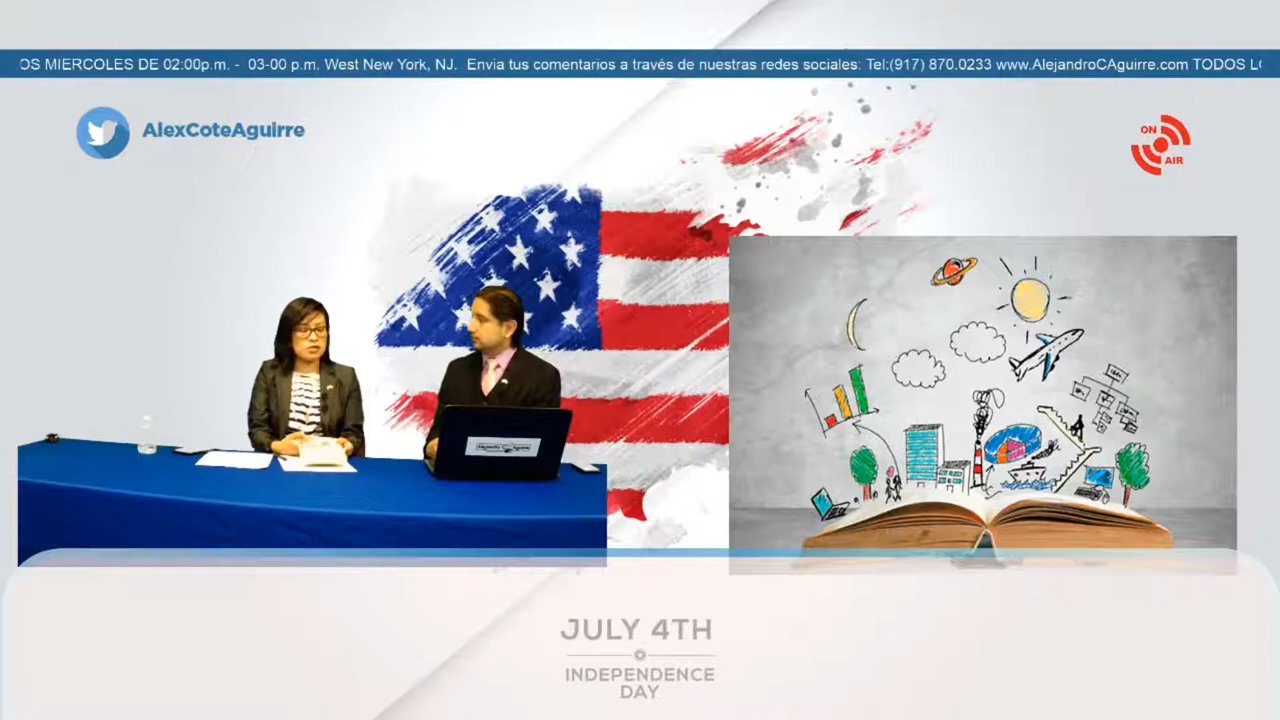 OS MIERCOLES DE 02:00p.m. - 03-00 p.m. West New York, NJ. Envia tus comentarios a través de nuestras redes sociales: Tel:(917) 870.0233 www.AlejandroCAguirre.com TODOS L
AlexCoteAguirre
ON
AIR
JULY 4TH
INDEPENDENCE
DAY